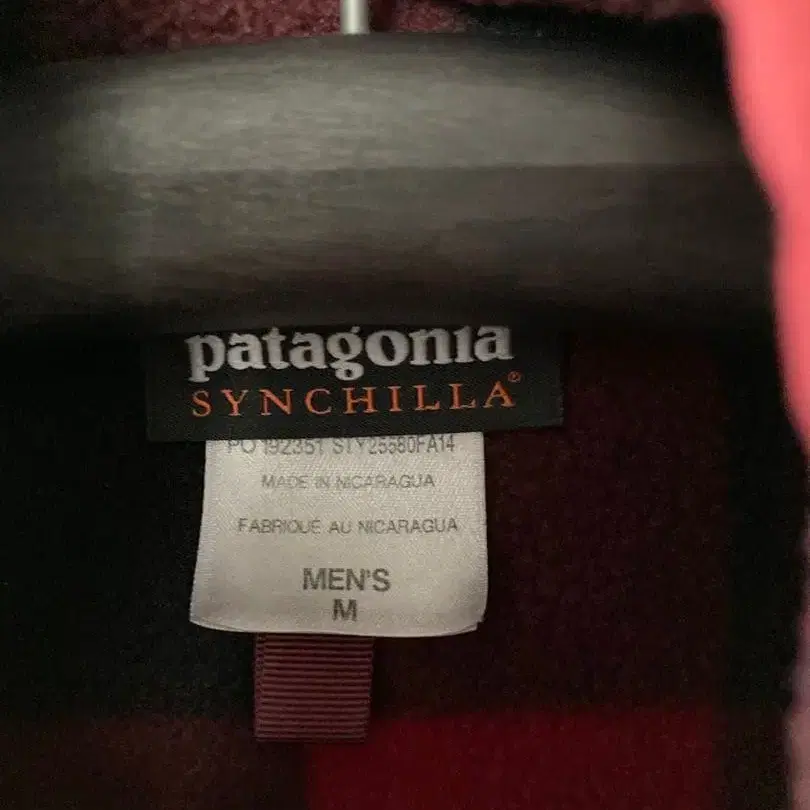 patagonia
SYNCHILLA®
PO 192351 STY25580FA14
MADE IN NICARAGUA
FABRIQUÉ AU NICARAGUA
MEN'S
M